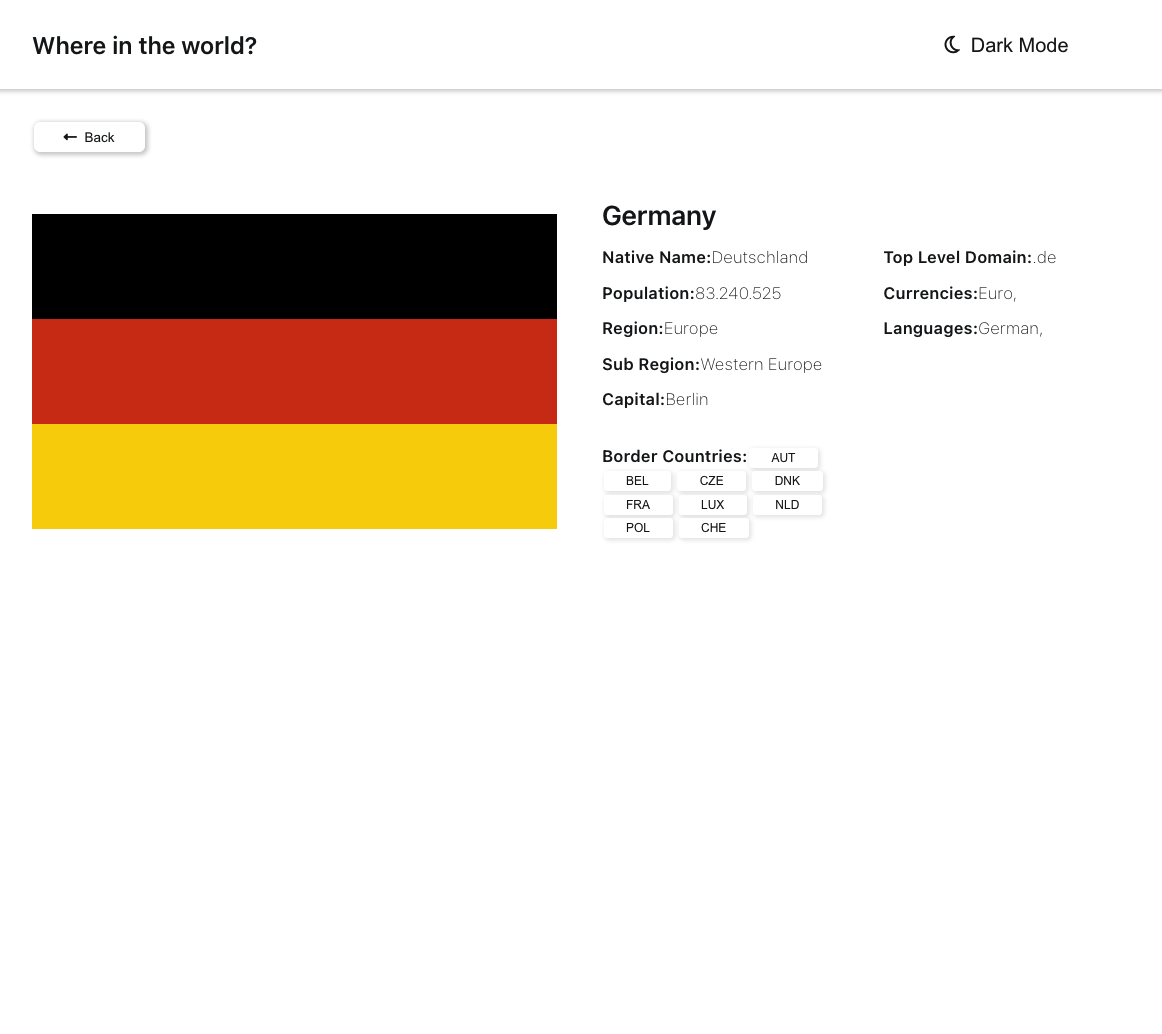 Where in the world?
Dark Mode
Back
Germany
Native Name:Deutschland
Population:83.240.525
Region:Europe
Sub Region:Western Europe
Capital:Berlin
Top Level Domain:.de
Currencies:Euro,
Languages:German,
Border Countries: AUT
BEL CZE DNK
FRA LUX NLD
POL CHE